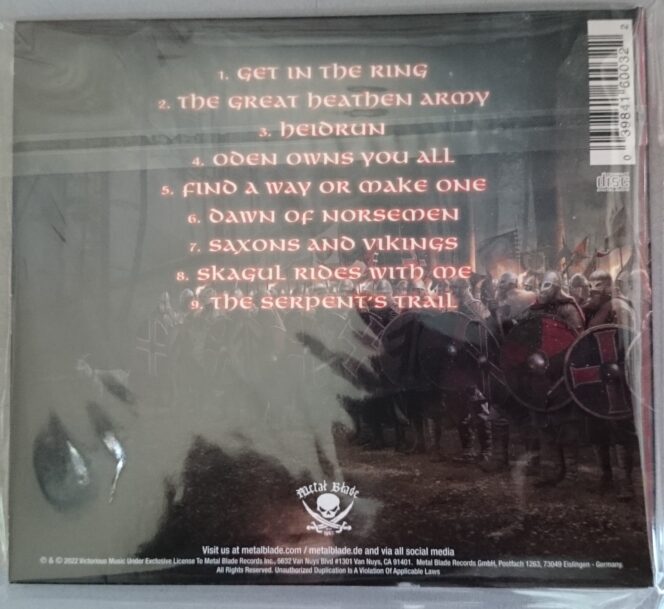 1. GET IN THE RING
2. THE GREAT HEATHEN ARMY
3. HEIDRUN
4. ODEN OWNS YOU ALL
5. FIND A WAY OR MAKE ONE
6. DAWN OF NORSEMEN
7. SAXONS AND VIKINGS
8. SKAGUL RIDES WITH ME
9. THE SERPENT'S TRAIL
0 39841 60032 2
disc
Metal Blade
Visit us at metalblade.com / metalblade.de and via all social media
℗ & © 2022 Victorious Music Under Exclusive License To Metal Blade Records Inc., 5632 Van Nuys Blvd #1301 Van Nuys, CA 91401. Metal Blade Records GmbH, Postfach 1263, 73049 Eislingen - Germany.
All Rights Reserved. Unauthorized Duplication Is A Violation Of Applicable Laws